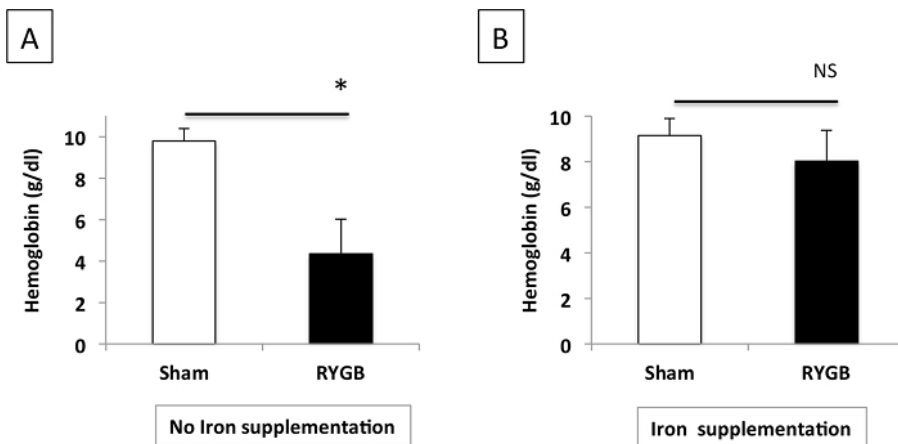 A
*
Hemoglobin (g/dl)
10
8
6
4
2
0
Sham RYGB
No Iron supplementation
B
NS
Hemoglobin (g/dl)
10
8
6
4
2
0
Sham RYGB
Iron supplementation